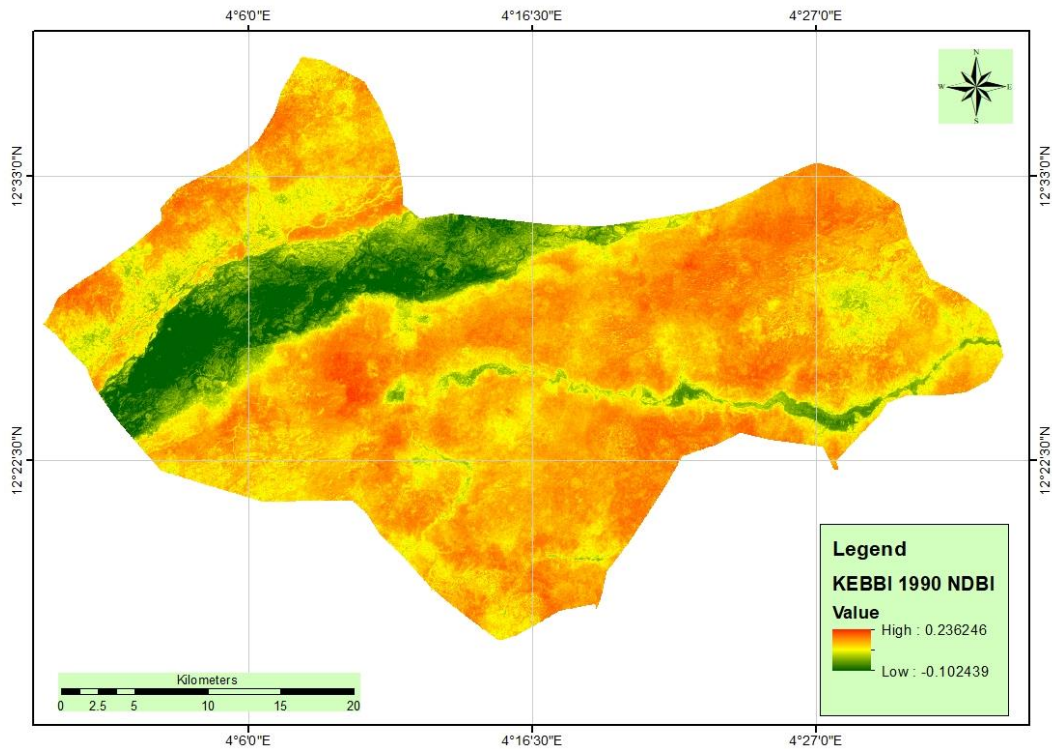 4°6'0"E 4°16'30"E 4°27'0"E
N
W E
S
12°33'0"N 12°33'0"N
12°22'30"N 12°22'30"N
Legend
KEBBI 1990 NDBI
Value
High : 0.236246
Low : -0.102439
Kilometers
0 2.5 5 10 15 20
4°6'0"E 4°16'30"E 4°27'0"E